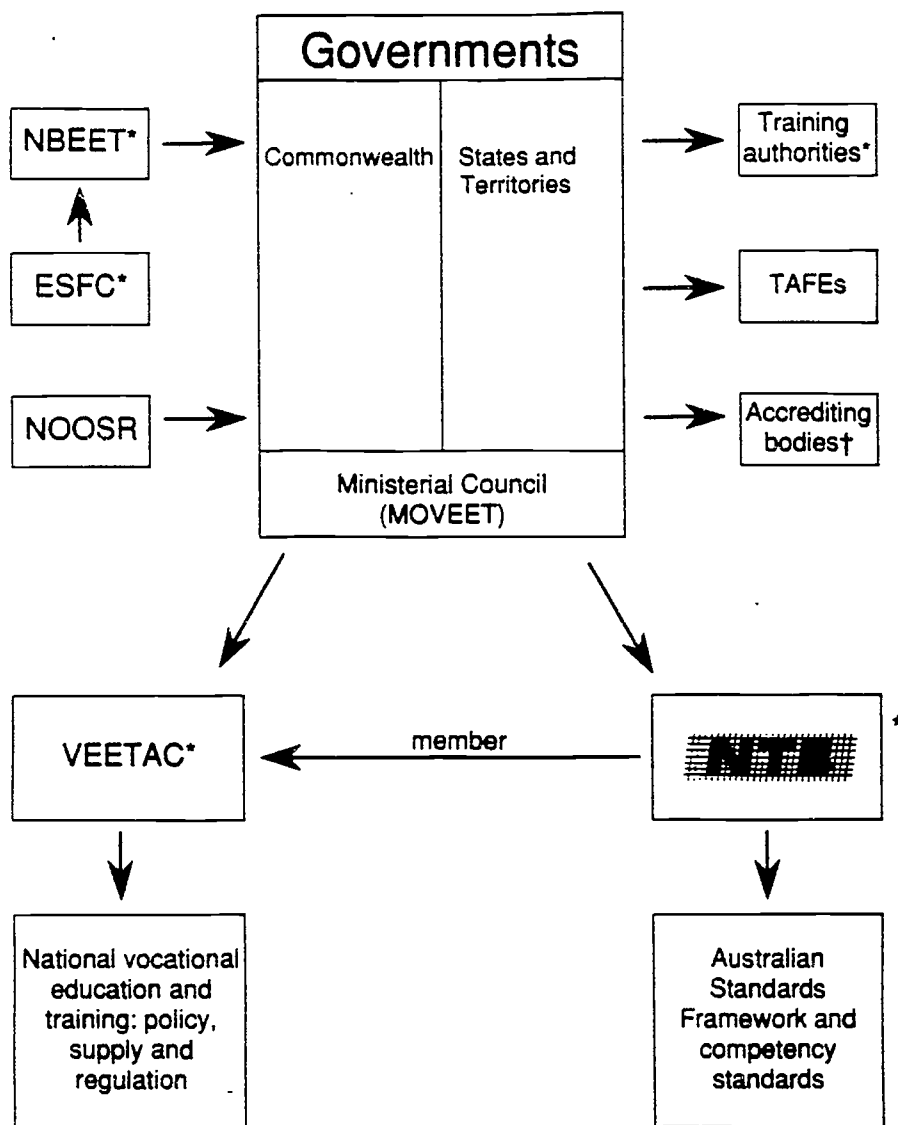 Governments
NBEET*
Commonwealth
States and
Territories
Training
authorities*
ESFC*
TAFEs
NOOSR
Accrediting
bodies†
Ministerial Council
(MOVEET)
VEETAC*
member
NTB
*
National vocational
education and
training: policy,
supply and
regulation
Australian
Standards
Framework and
competency
standards